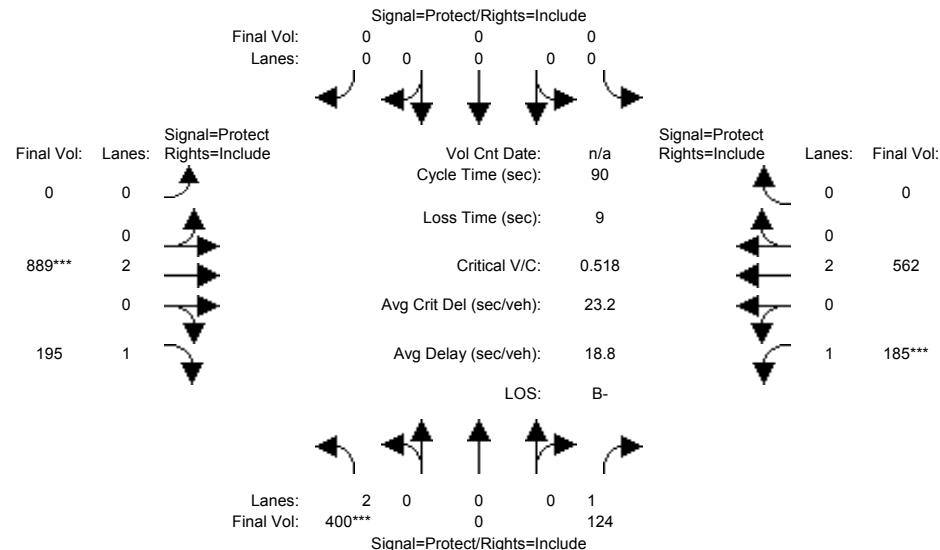 Signal=Protect/Rights=Include
Final Vol: 0 0 0
Lanes: 0 0 0 0 0
Signal=Protect Signal=Protect
Final Vol: Lanes: Rights=Include Vol Cnt Date: n/a Rights=Include Lanes: Final Vol:
Cycle Time (sec): 90
0 0 0 0
Loss Time (sec): 9
0 0
889*** 2 Critical V/C: 0.518 2 562
0 Avg Crit Del (sec/veh): 23.2 0
195 1 Avg Delay (sec/veh): 18.8 1 185***
LOS: B-
Lanes: 2 0 0 0 1
Final Vol: 400*** 0 124
Signal=Protect/Rights=Include